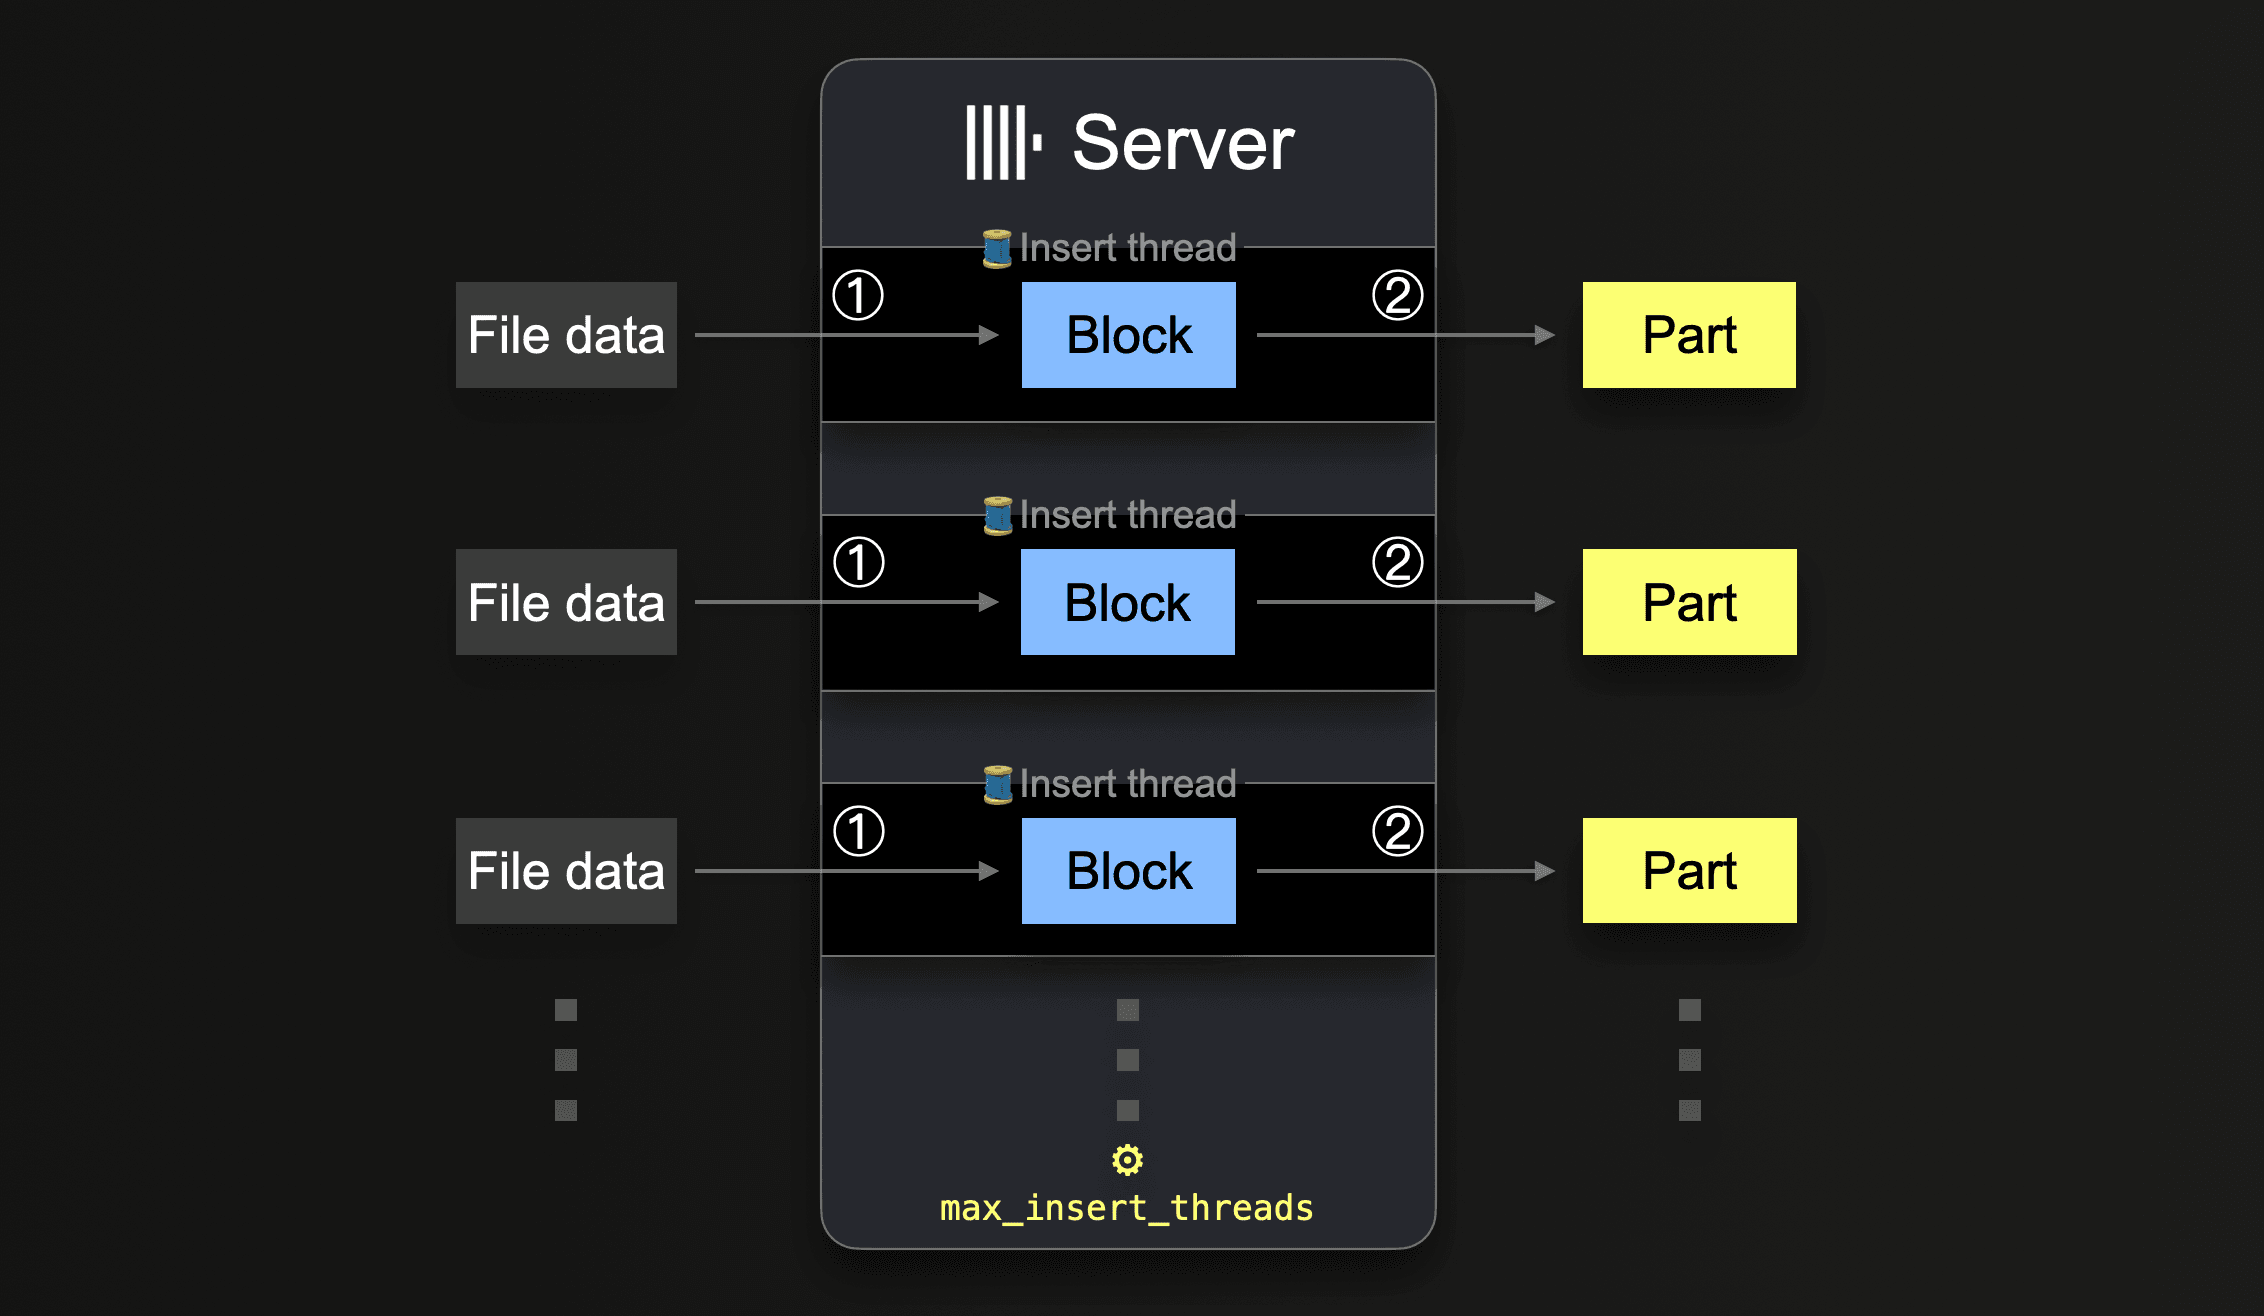 Server
Insert thread
①
②
File data
Block
Part
Insert thread
①
②
File data
Block
Part
Insert thread
①
②
File data
Block
Part
max_insert_threads